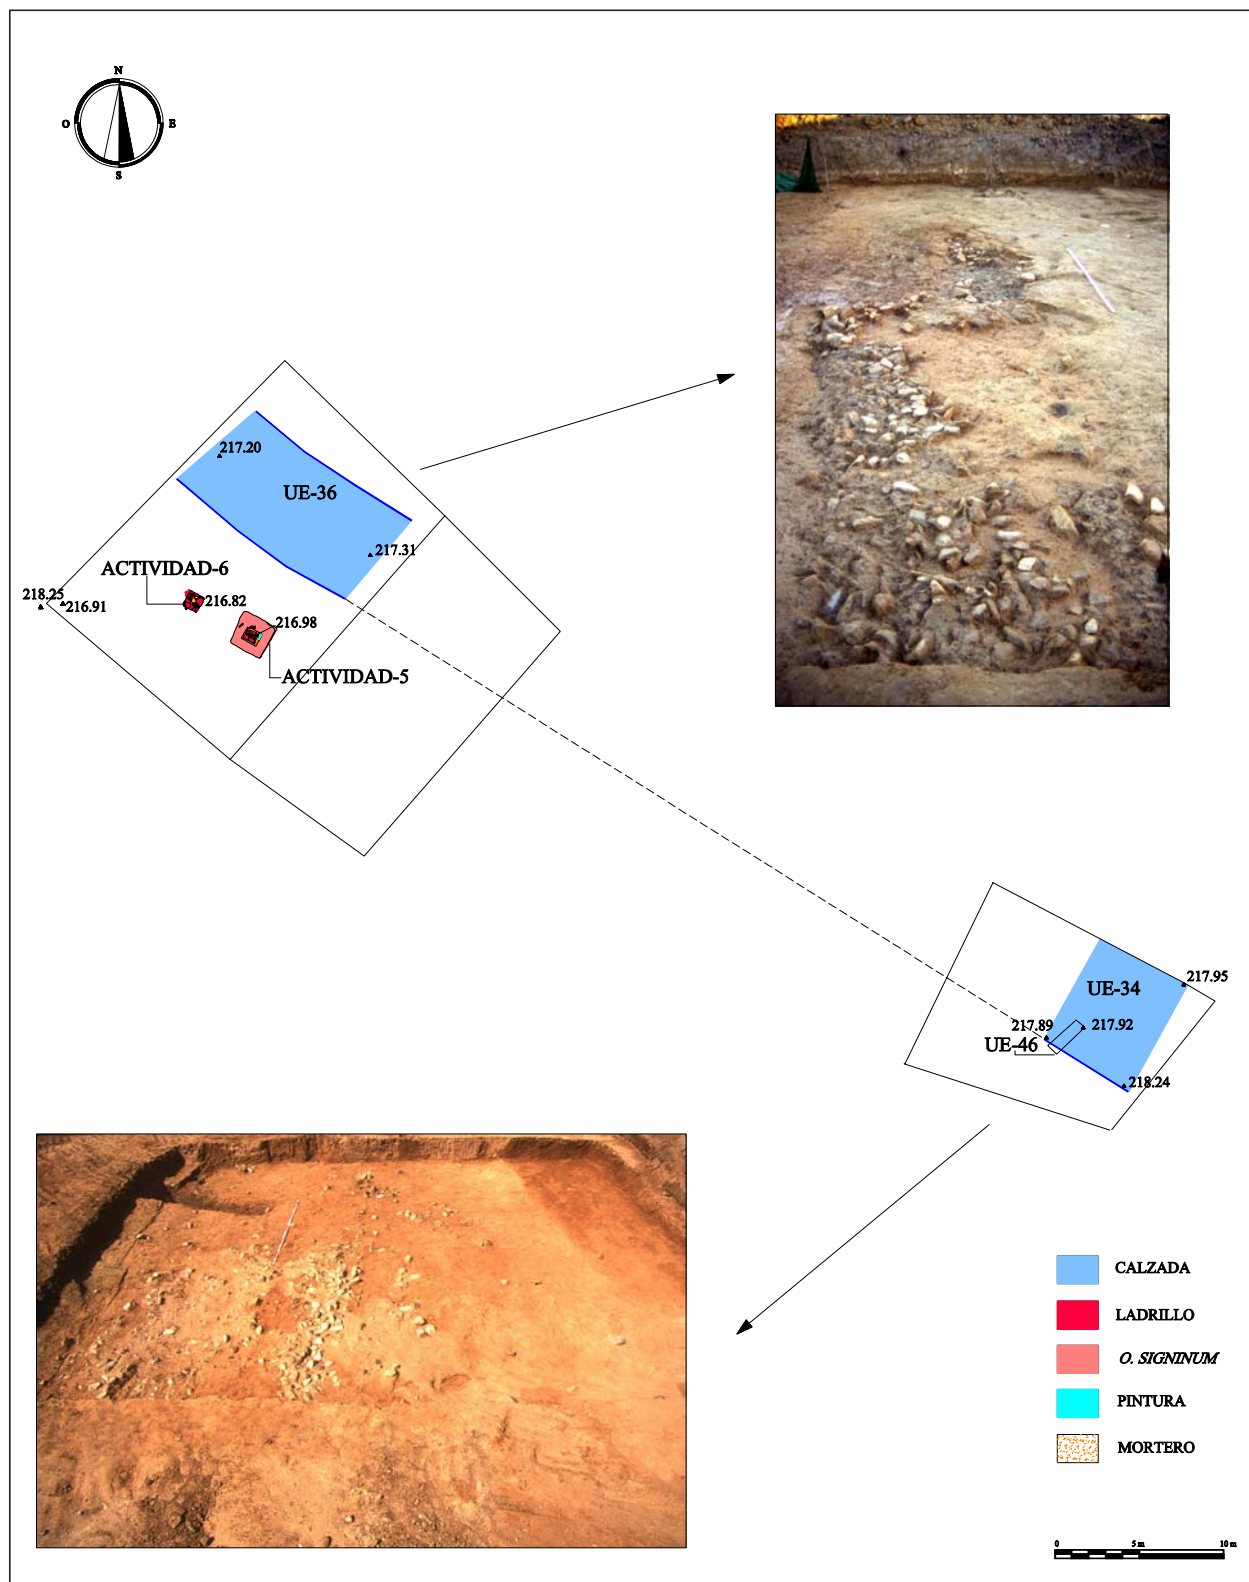 N
O
E
S
217.20
UE-36
217.31
ACTIVIDAD-6
218.25
216.91
216.82
216.98
ACTIVIDAD-5
217.95
UE-34
217.89
217.92
UE-46
218.24
CALZADA
LADRILLO
O. SIGNINUM
PINTURA
MORTERO
0 5 m 10 m